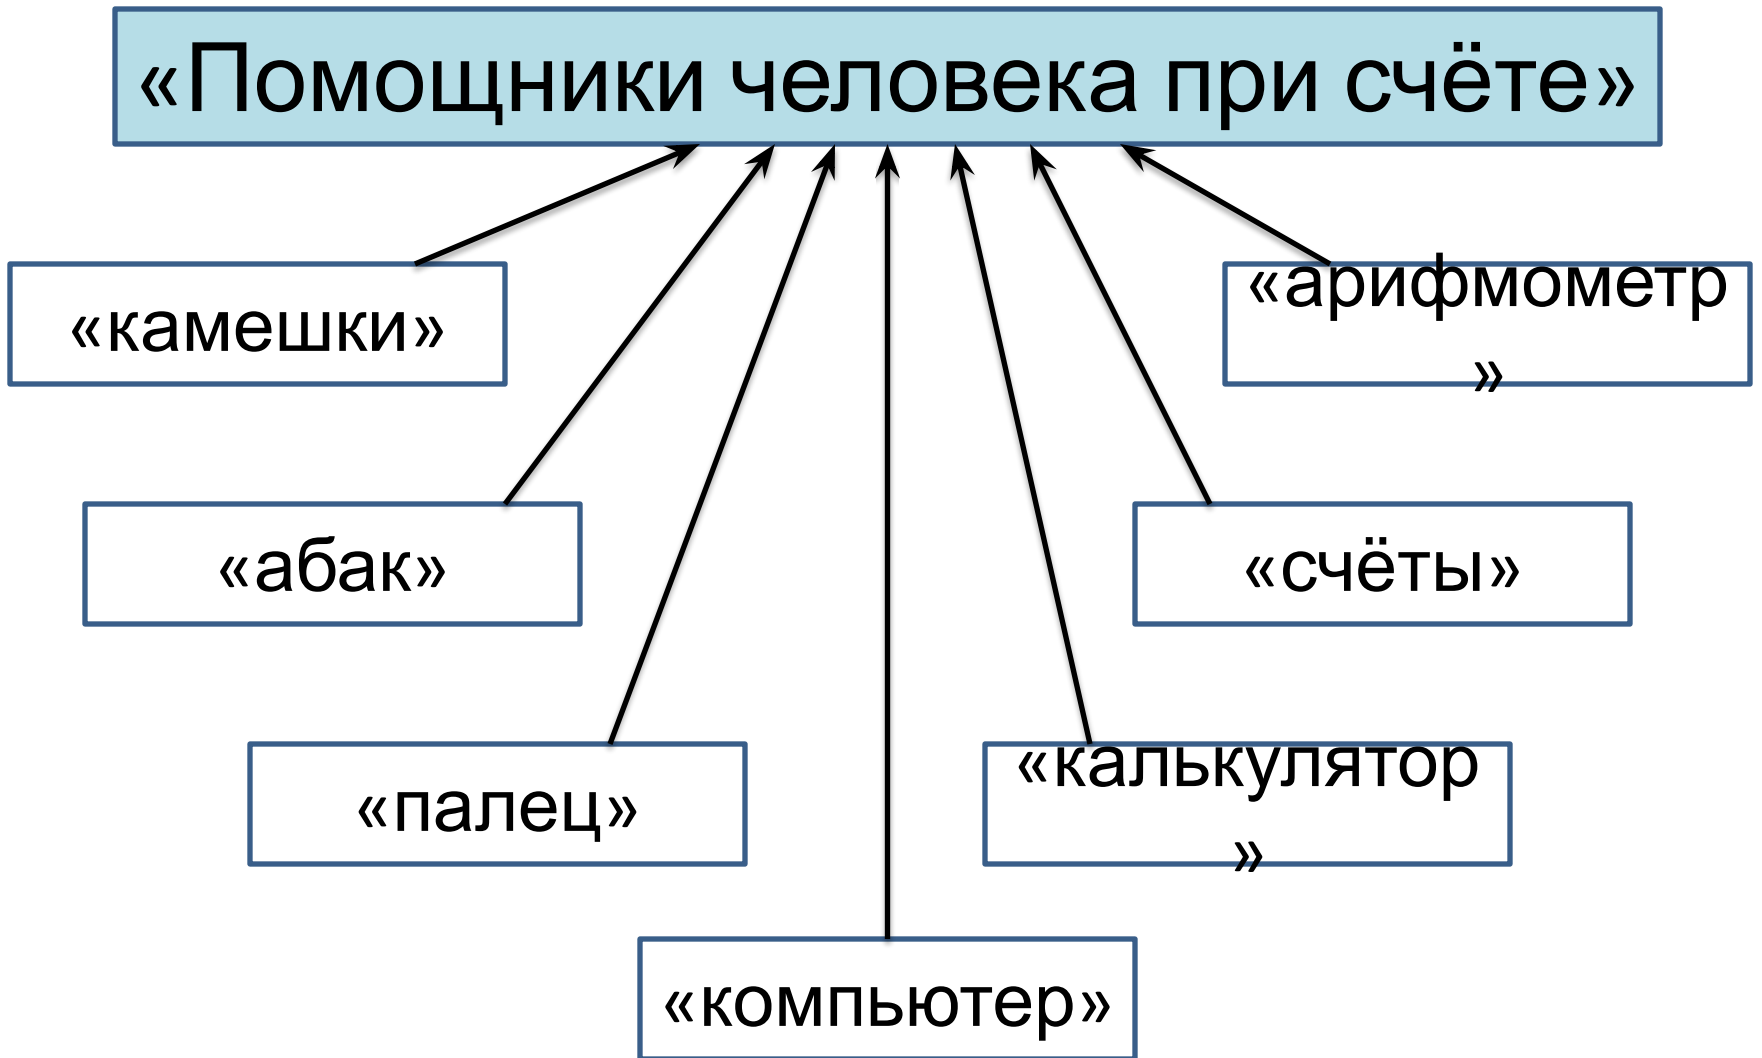 «Помощники человека при счёте»
«камешки»
«арифмометр
»
«абак»
«счёты»
«палец»
«калькулятор
»
«компьютер»